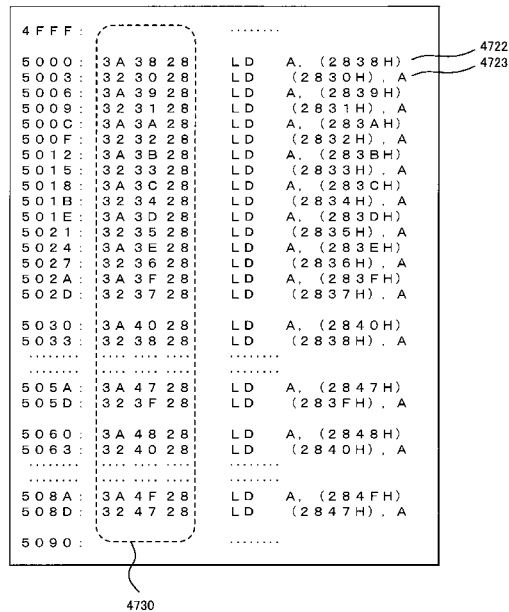 4FFF: ........
5000: 3A 38 28 LD A, (2838H) 4722
5003: 32 30 28 LD (2830H), A 4723
5006: 3A 39 28 LD A, (2839H)
5009: 32 31 28 LD (2831H), A
500C: 3A 3A 28 LD A, (283AH)
500F: 32 32 28 LD (2832H), A
5012: 3A 3B 28 LD A, (283BH)
5015: 32 33 28 LD (2833H), A
5018: 3A 3C 28 LD A, (283CH)
501B: 32 34 28 LD (2834H), A
501E: 3A 3D 28 LD A, (283DH)
5021: 32 35 28 LD (2835H), A
5024: 3A 3E 28 LD A, (283EH)
5027: 32 36 28 LD (2836H), A
502A: 3A 3F 28 LD A, (283FH)
502D: 32 37 28 LD (2837H), A
5030: 3A 40 28 LD A, (2840H)
5033: 32 38 28 LD (2838H), A
........ .... .... .... ........
505A: 3A 47 28 LD A, (2847H)
505D: 32 3F 28 LD (283FH), A
5060: 3A 48 28 LD A, (2848H)
5063: 32 40 28 LD (2840H), A
........ .... .... .... ........
........ .... .... .... ........
508A: 3A 4F 28 LD A, (284FH)
508D: 32 47 28 LD (2847H), A
5090: ........
4730